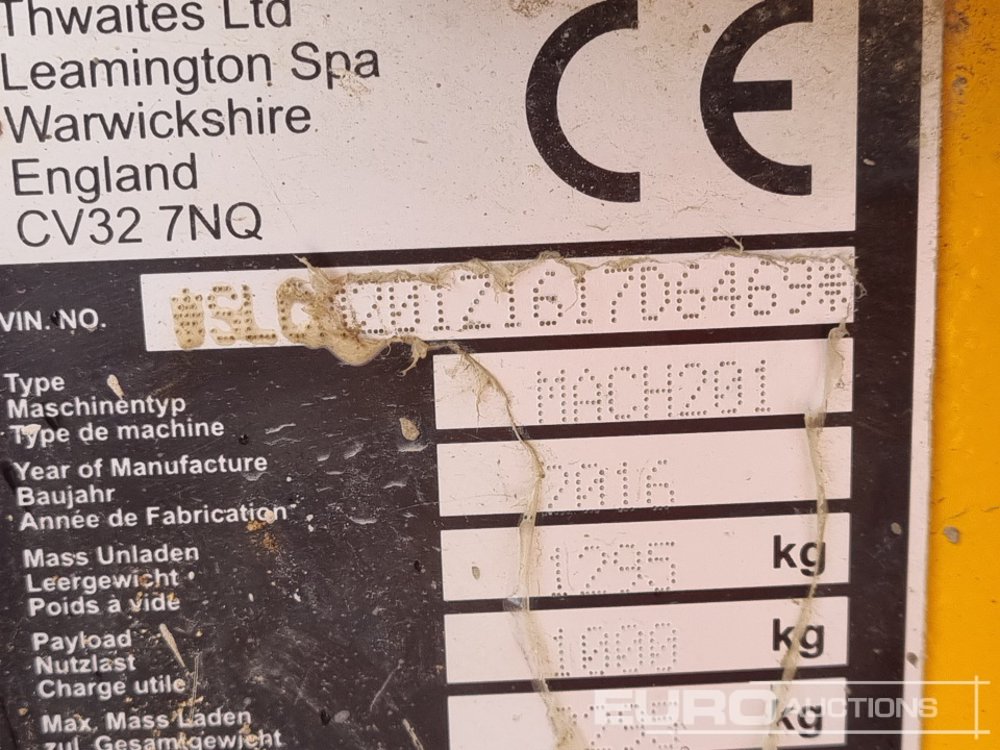 Thwaites Ltd
Leamington Spa
Warwickshire
England
CV32 7NQ
CE
VIN. NO.
Type
Maschinentyp
Type de machine
MACH201
Year of Manufacture
Baujahr
Année de Fabrication
2016
Mass Unladen
Leergewicht
Poids à vide
1295 kg
Payload
Nutzlast
Charge utile
1000 kg
Max. Mass Laden
zul. Gesamtgewicht
kg
EURO AUCTIONS